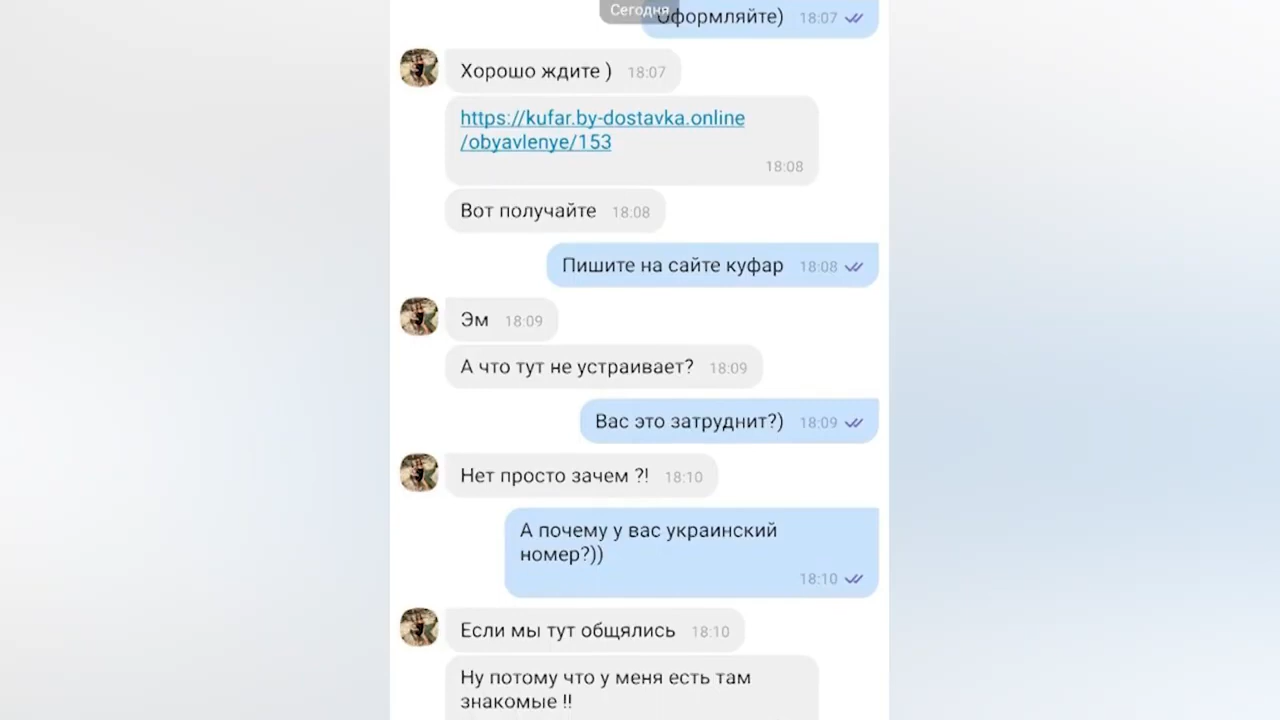 Сегодня
Оформляйте) 18:07
Хорошо ждите ) 18:07
https://kufar.by-dostavka.online
/obyavlenye/153
18:08
Вот получайте 18:08
Пишите на сайте куфар 18:08
Эм 18:09
А что тут не устраивает? 18:09
Вас это затруднит?) 18:09
Нет просто зачем ?! 18:10
А почему у вас украинский
номер?))
18:10
Если мы тут общялись 18:10
Ну потому что у меня есть там
знакомые !!